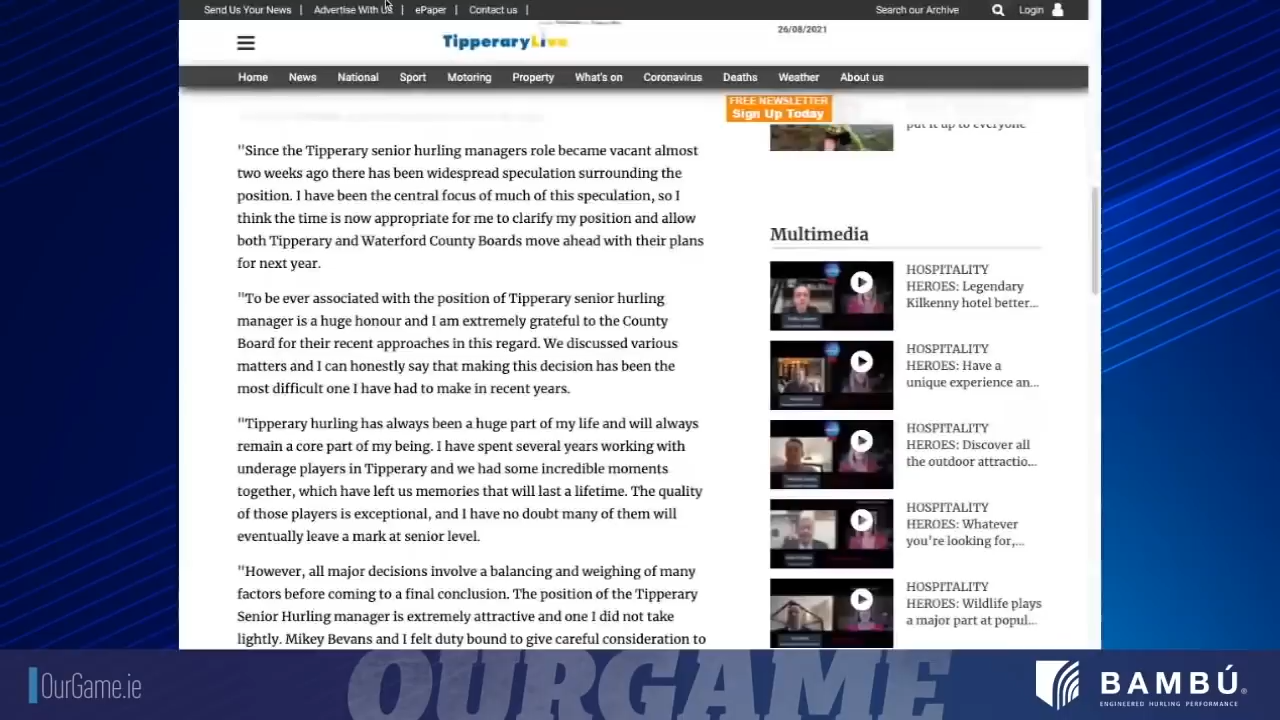 Send Us Your News | Advertise With Us | ePaper | Contact us |
Search our Archive
Login
TipperaryLive
26/08/2021
Home News National Sport Motoring Property What's on Coronavirus Deaths Weather About us
FREE NEWSLETTER
Sign Up Today
put it up to everyone
"Since the Tipperary senior hurling managers role became vacant almost
two weeks ago there has been widespread speculation surrounding the
position. I have been the central focus of much of this speculation, so I
think the time is now appropriate for me to clarify my position and allow
both Tipperary and Waterford County Boards move ahead with their plans
for next year.
"To be ever associated with the position of Tipperary senior hurling
manager is a huge honour and I am extremely grateful to the County
Board for their recent approaches in this regard. We discussed various
matters and I can honestly say that making this decision has been the
most difficult one I have had to make in recent years.
"Tipperary hurling has always been a huge part of my life and will always
remain a core part of my being. I have spent several years working with
underage players in Tipperary and we had some incredible moments
together, which have left us memories that will last a lifetime. The quality
of these players is exceptional, and I have no doubt many of them will
eventually leave a mark at senior level.
"However, all major decisions involve a balancing and weighing of many
factors before coming to a final conclusion. The position of the Tipperary
Senior Hurling manager is extremely attractive and one I did not take
lightly. Mikey Bevans and I felt duty bound to give careful consideration to
Multimedia
HOSPITALITY
HEROES: Legendary
Kilkenny hotel better...
HOSPITALITY
HEROES: Have a
unique experience an...
HOSPITALITY
HEROES: Discover all
the outdoor attractio...
HOSPITALITY
HEROES: Whatever
you're looking for,...
HOSPITALITY
HEROES: Wildlife plays
a major part at popul...
OurGame.ie
OURGAME
BAMBÚ
ENGINEERED HURLING PERFORMANCE